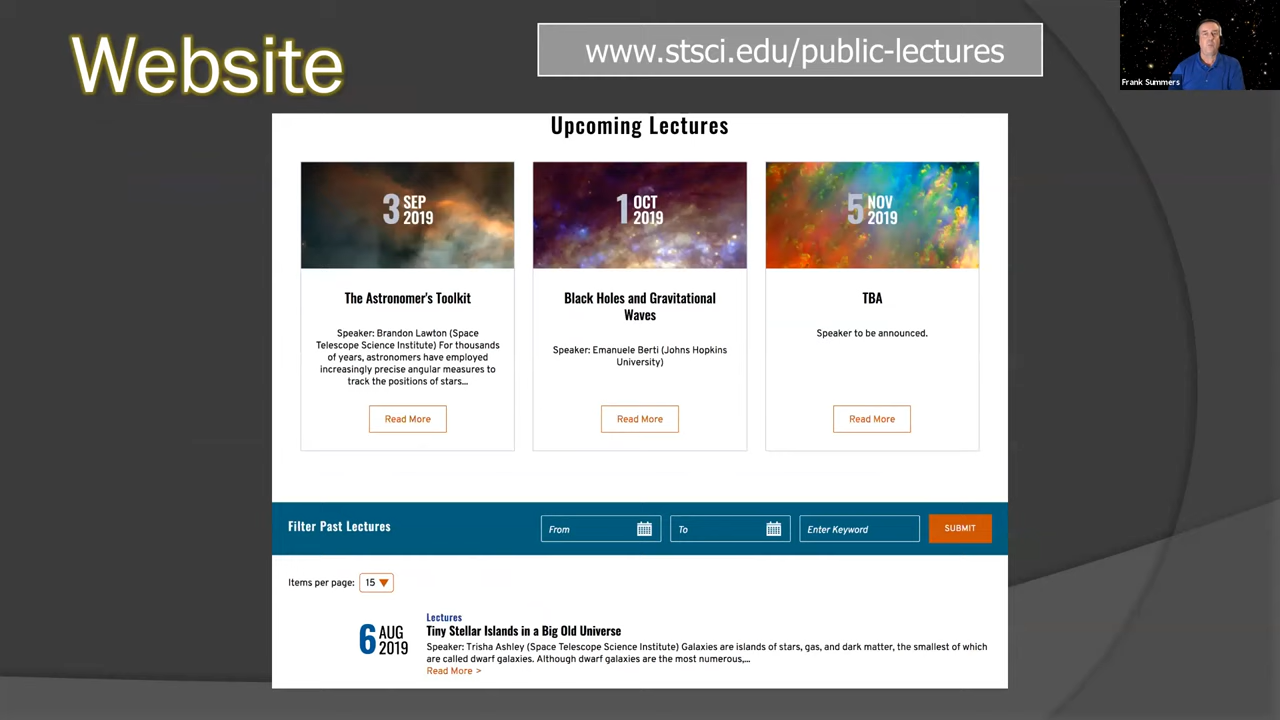 Website
www.stsci.edu/public-lectures
Frank Summers
Upcoming Lectures
3 SEP 2019
The Astronomer's Toolkit
Speaker: Brandon Lawton (Space
Telescope Science Institute) For thousands
of years, astronomers have employed
increasingly precise angular measures to
track the positions of stars...
Read More
1 OCT 2019
Black Holes and Gravitational
Waves
Speaker: Emanuele Berti (Johns Hopkins
University)
Read More
5 NOV 2019
TBA
Speaker to be announced.
Read More
Filter Past Lectures
From
To
Enter Keyword
SUBMIT
Items per page: 15
6 AUG 2019
Lectures
Tiny Stellar Islands in a Big Old Universe
Speaker: Trisha Ashley (Space Telescope Science Institute) Galaxies are islands of stars, gas, and dark matter, the smallest of which
are called dwarf galaxies. Although dwarf galaxies are the most numerous,...
Read More >